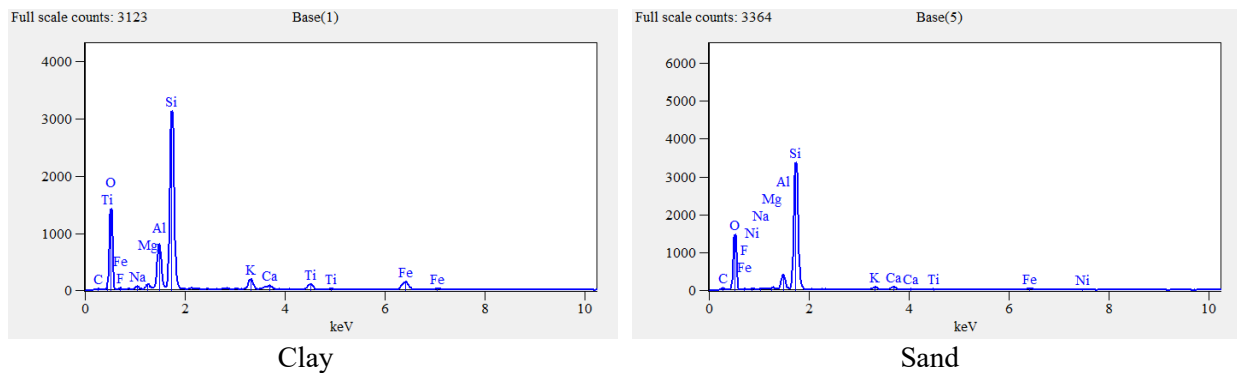 Full scale counts: 3123 Base(1)
4000
3000
2000
1000
0
Si
O
Ti
Al
Mg
Fe
F
C
Na
K
Ca
Ti
Ti
Fe
Fe
0 2 4 6 8 10
keV
Clay
Full scale counts: 3364 Base(5)
6000
5000
4000
3000
2000
1000
0
Si
Al
Mg
Na
O
Ni
F
Fe
C
K
Ca
Ca
Ti
Fe
Ni
0 2 4 6 8 10
keV
Sand